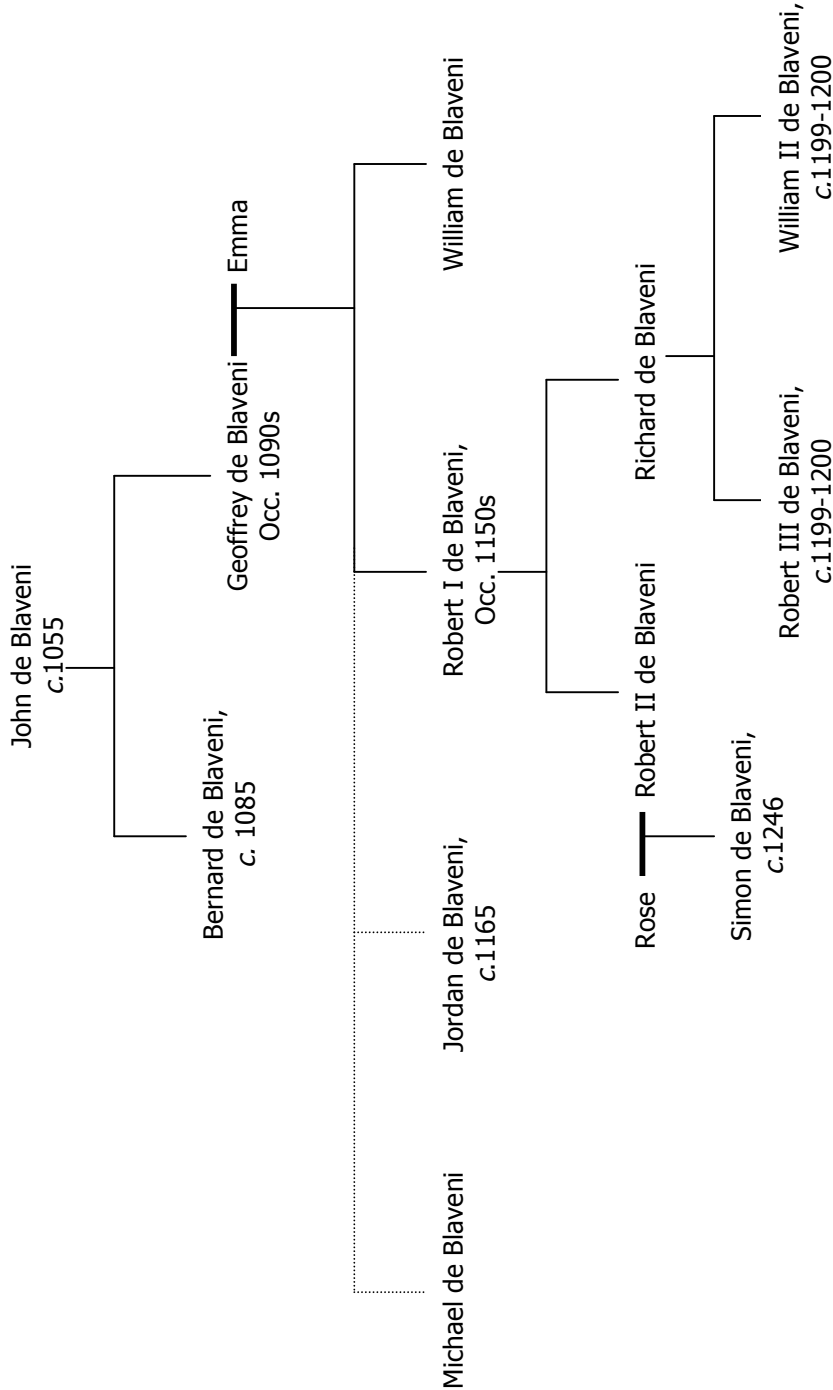 John de Blaveni
c.1055
Bernard de Blaveni,
c. 1085
Geoffrey de Blaveni
Occ. 1090s
Emma
Michael de Blaveni
Jordan de Blaveni,
c.1165
Robert I de Blaveni,
Occ. 1150s
William de Blaveni
Rose
Robert II de Blaveni
Richard de Blaveni
Simon de Blaveni,
c.1246
Robert III de Blaveni,
c.1199-1200
William II de Blaveni,
c.1199-1200